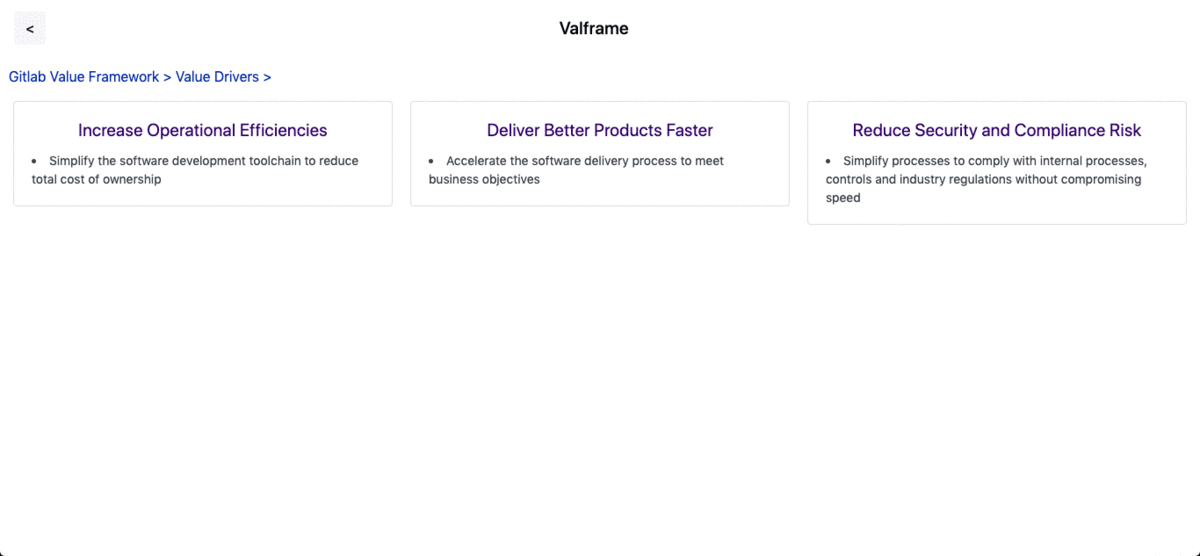 <
Valframe
Gitlab Value Framework > Value Drivers >
Increase Operational Efficiencies
• Simplify the software development toolchain to reduce
total cost of ownership
Deliver Better Products Faster
• Accelerate the software delivery process to meet
business objectives
Reduce Security and Compliance Risk
• Simplify processes to comply with internal processes,
controls and industry regulations without compromising
speed